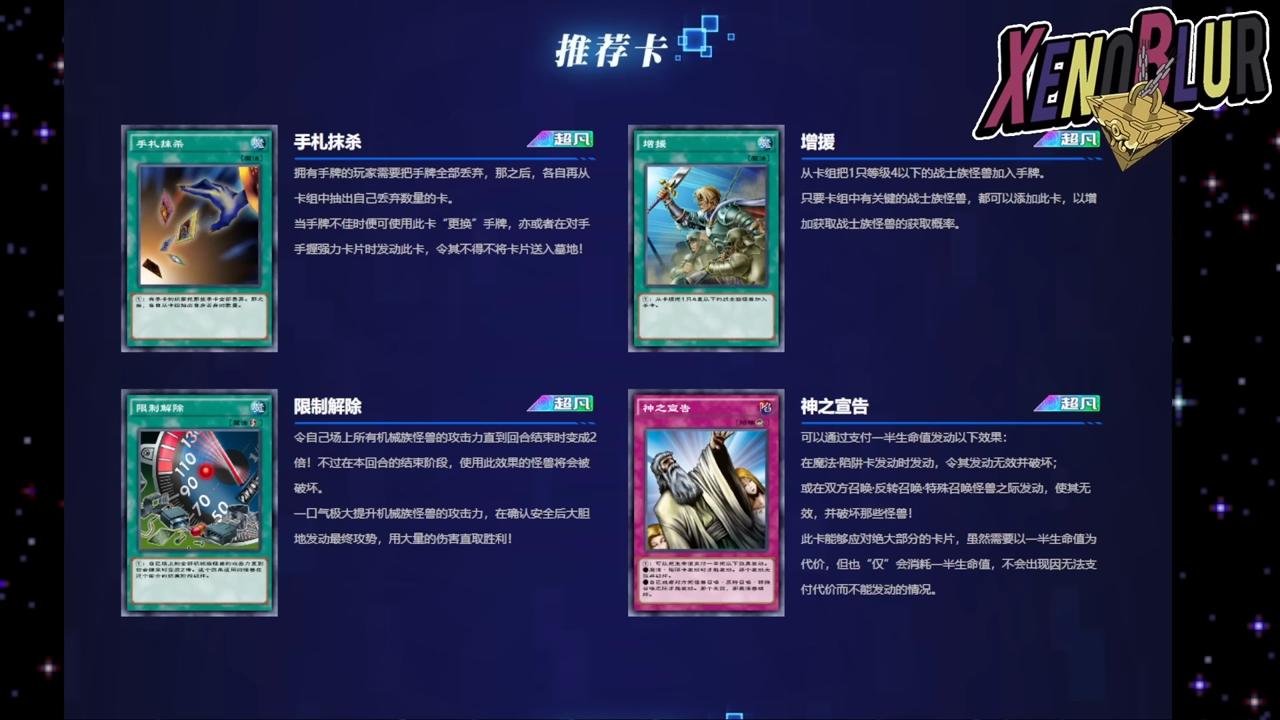 推荐卡
XENOBLUR
手札抹杀
手札抹杀
超凡
拥有手牌的玩家需要把手牌全部丢弃，那之后，各自再从
卡组中抽出自己丢弃数量的卡。
当手牌不佳时便可使用此卡“更换”手牌，亦或者在对手
手握强力卡片时发动此卡，令其不得不将卡片送入墓地！
增援
增援
超凡
从卡组把1只等级4以下的战士族怪兽加入手牌。
只要卡组中有关键的战士族怪兽，都可以添加此卡，以增
加获取战士族怪兽的获取概率。
限制解除
限制解除
超凡
令自己场上所有机械族怪兽的攻击力直到回合结束时变成2
倍！不过在本回合的结束阶段，使用此效果的怪兽将会被
破坏。
一口气极大提升机械族怪兽的攻击力，在确认安全后大胆
地发动最终攻势，用大量的伤害直取胜利！
130
110
90
70
50
神之宣告
神之宣告
超凡
可以通过支付一半生命值发动以下效果：
在魔法·陷阱卡发动时发动，令其发动无效并破坏；
或在双方召唤·反转召唤·特殊召唤怪兽之际发动，使其无
效，并破坏那些怪兽！
此卡能够应对绝大部分的卡片，虽然需要以一半生命值为
代价，但也“仅”会消耗一半生命值，不会出现因无法支
付代价而不能发动的情况。